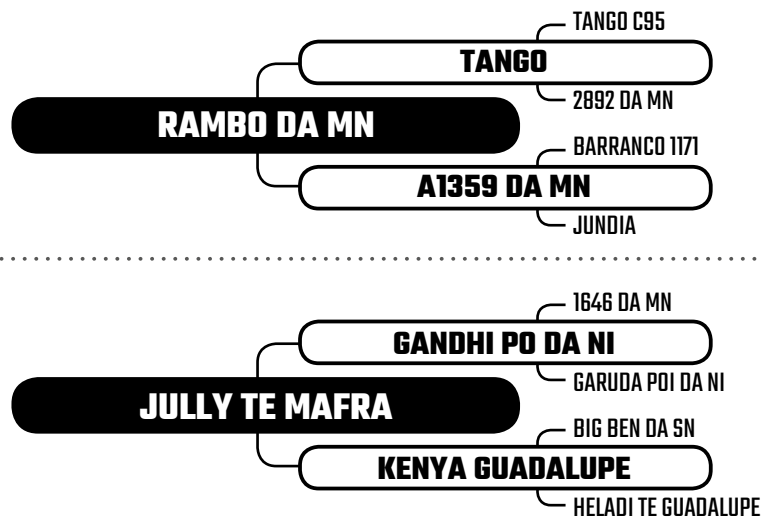 TANGO C95
TANGO
2892 DA MN
RAMBO DA MN
BARRANCO 1171
A1359 DA MN
JUNDIA
1646 DA MN
GANDHI PO DA NI
GARUDA POI DA NI
JULLY TE MAFRA
BIG BEN DA SN
KENYA GUADALUPE
HELADI TE GUADALUPE